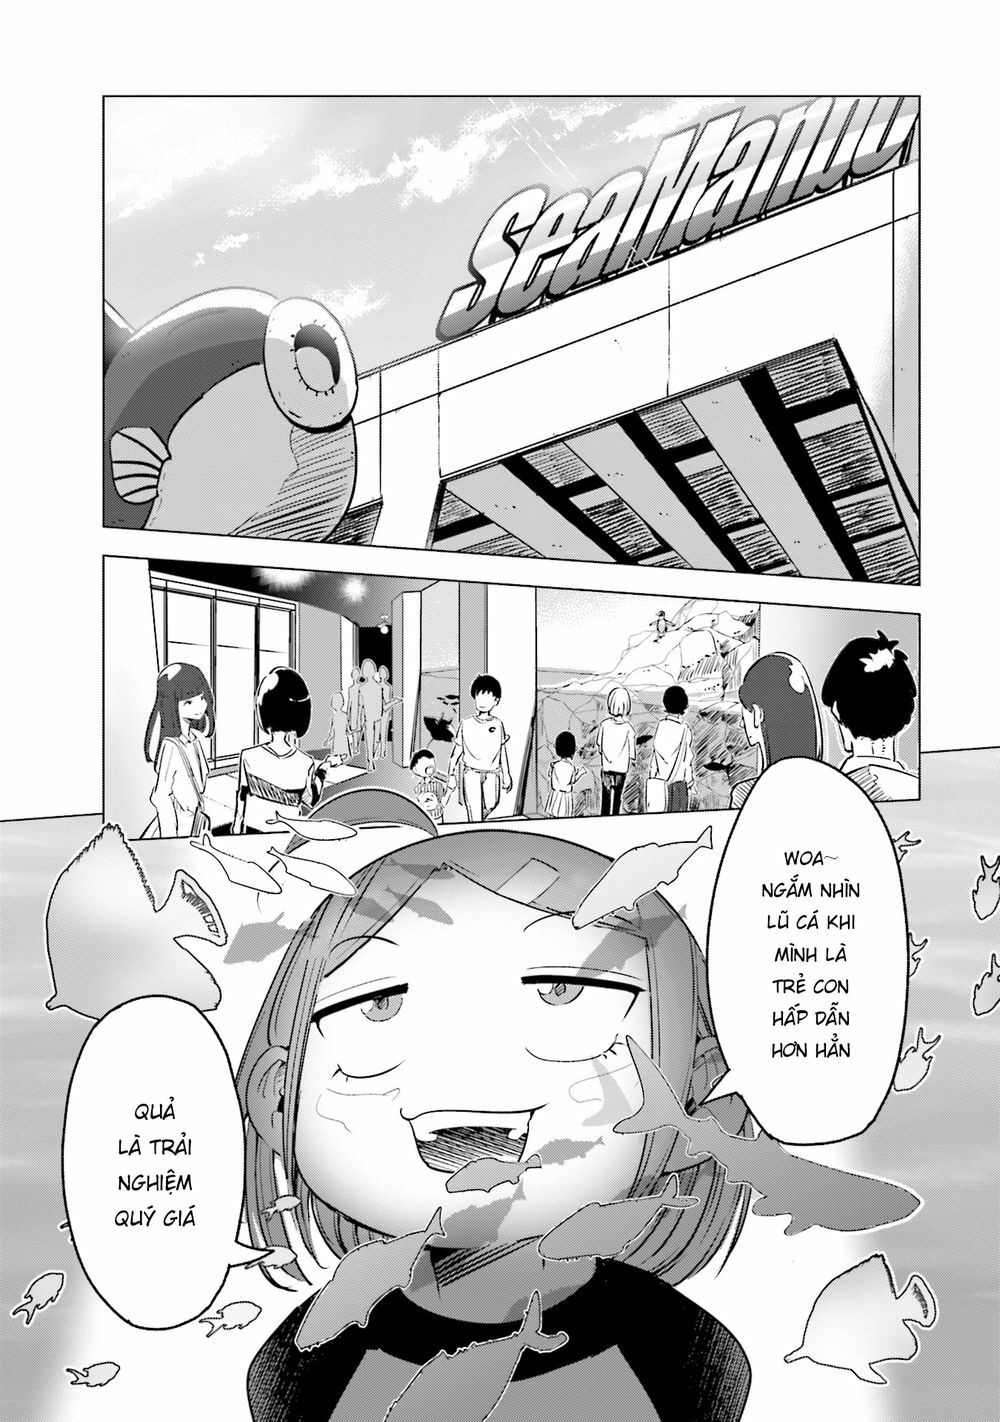 SeaManbo
WOA~
NGẮM NHÌN
LŨ CÁ KHI
MÌNH LÀ
TRẺ CON
HẤP DẪN
HƠN HẲN
QUẢ
LÀ TRẢI
NGHIỆM
QUÝ GIÁ